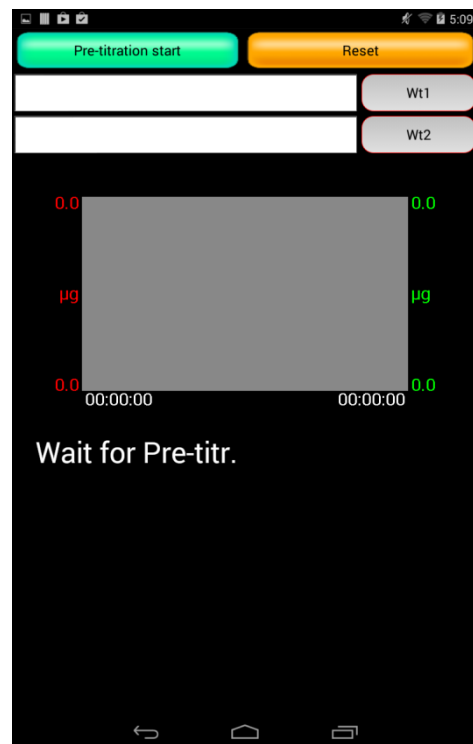 5:09
Pre-titration start Reset
Wt1
Wt2
0.0 0.0
µg µg
0.0 0.0
00:00:00 00:00:00
Wait for Pre-titr.